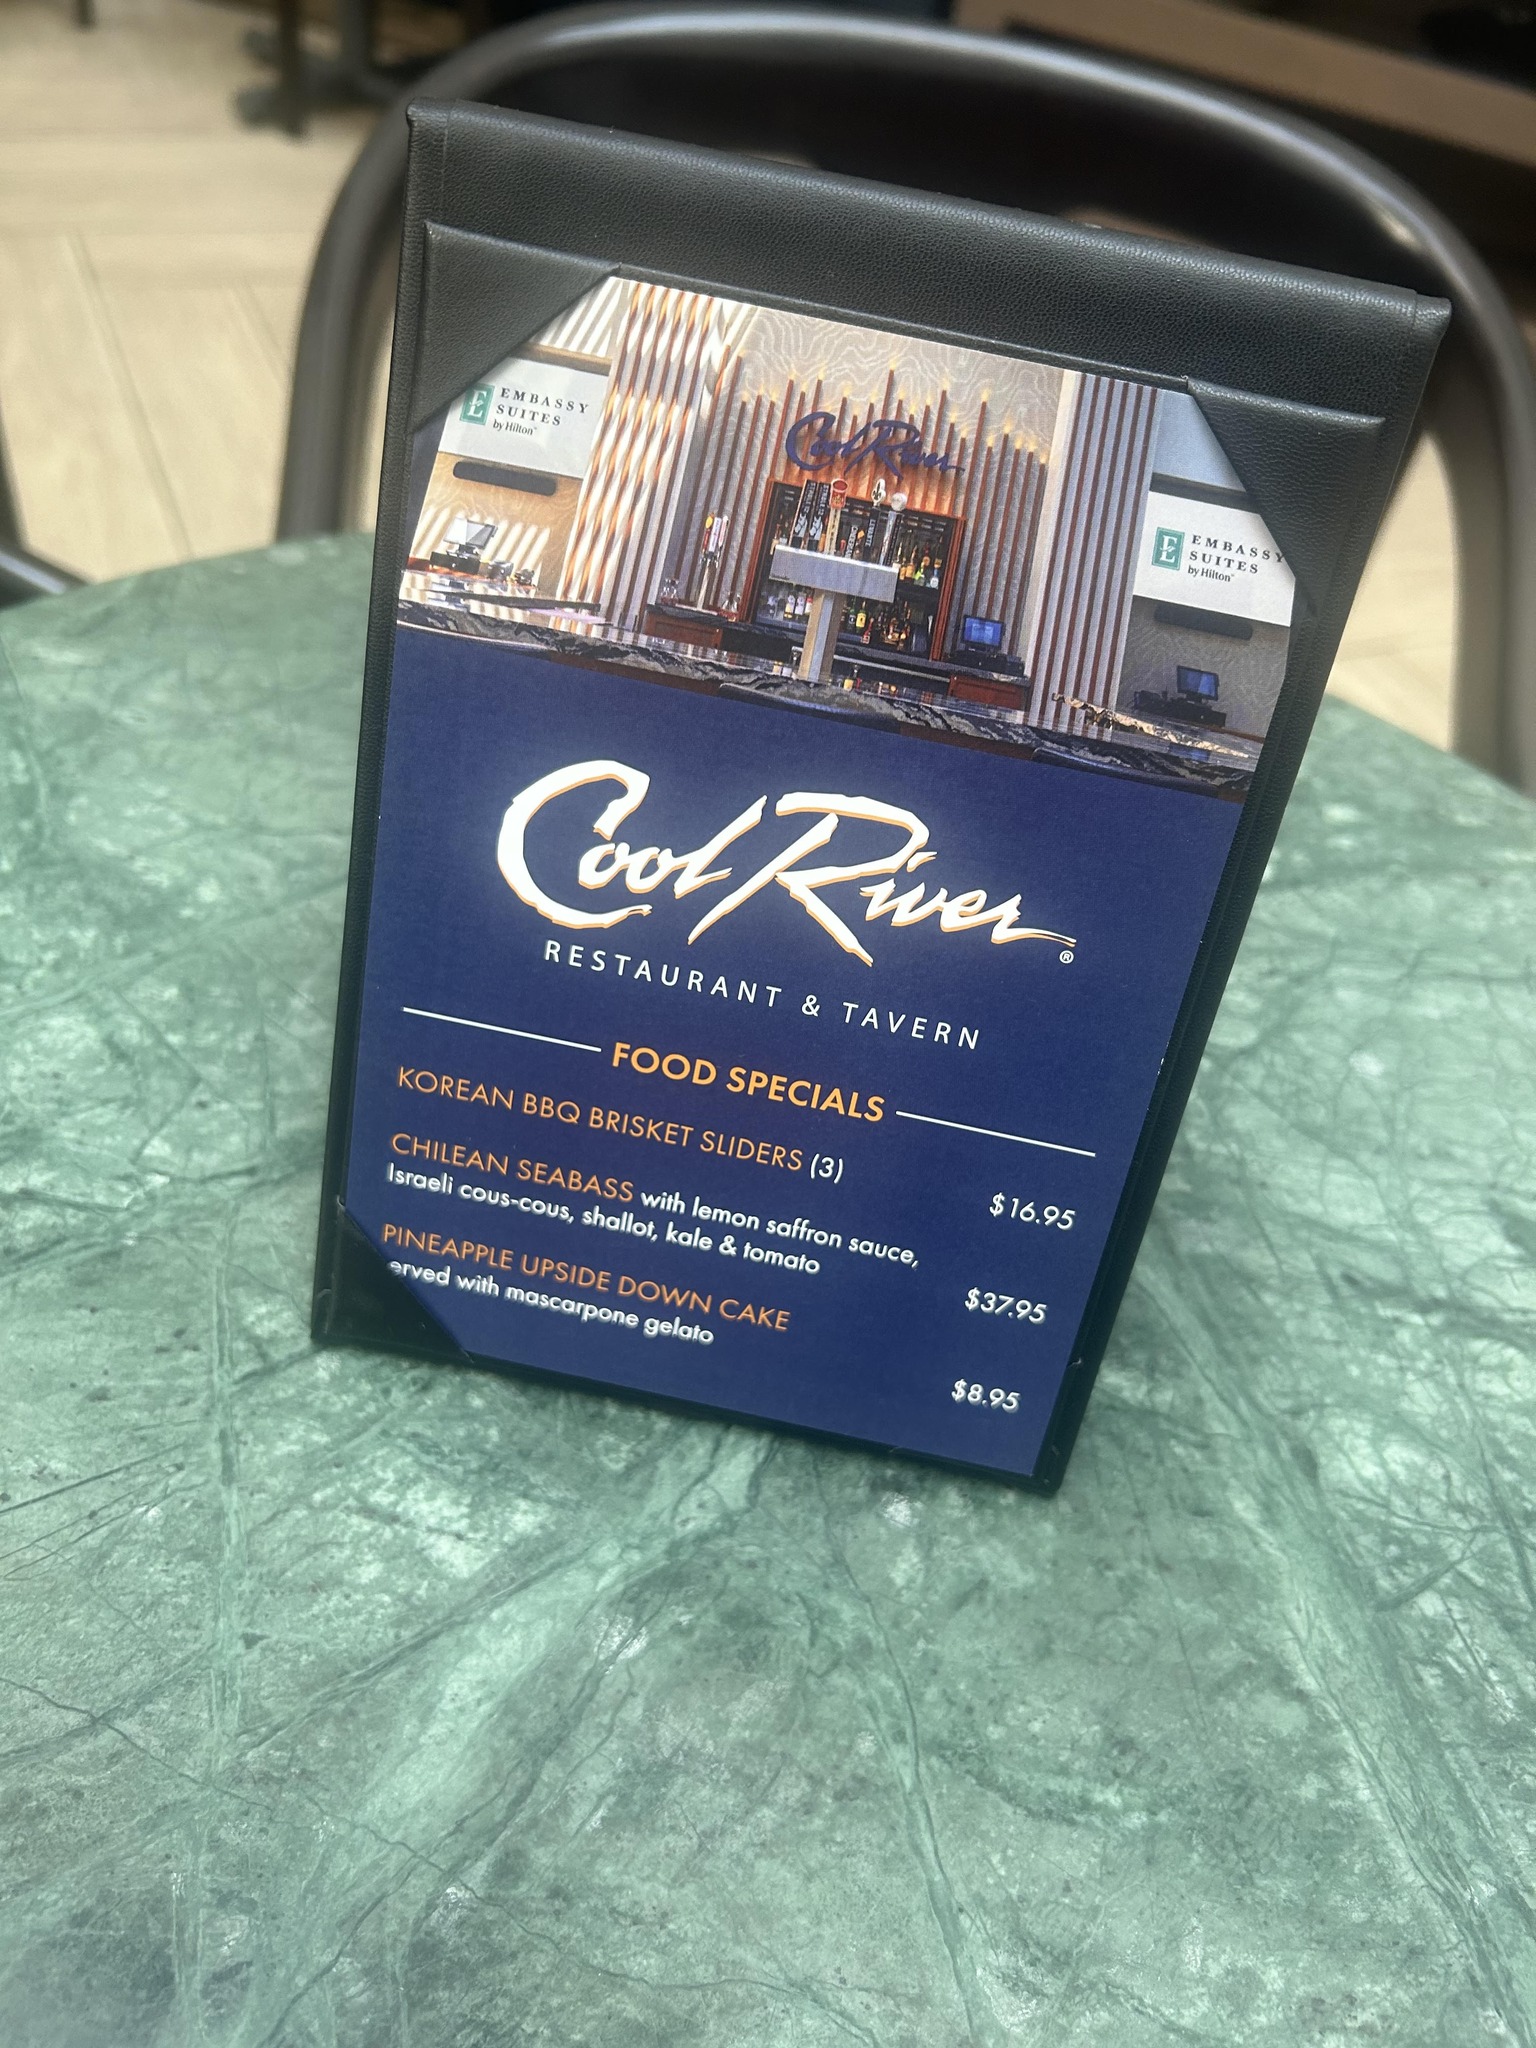 EMBASSY
SUITES
by Hilton
Cool River
EMBASSY
SUITES
by Hilton
Cool River®
RESTAURANT & TAVERN
FOOD SPECIALS
KOREAN BBQ BRISKET SLIDERS (3)
$16.95
CHILEAN SEABASS with lemon saffron sauce,
Israeli cous-cous, shallot, kale & tomato
$37.95
PINEAPPLE UPSIDE DOWN CAKE
erved with mascarpone gelato
$8.95